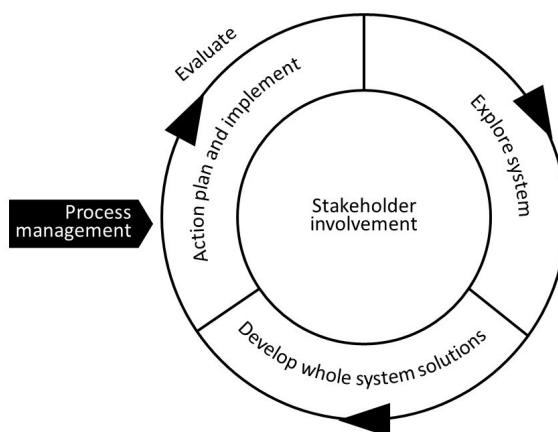 Evaluate
Action plan and implement
Explore system
Process
management
Stakeholder
involvement
Develop whole system solutions